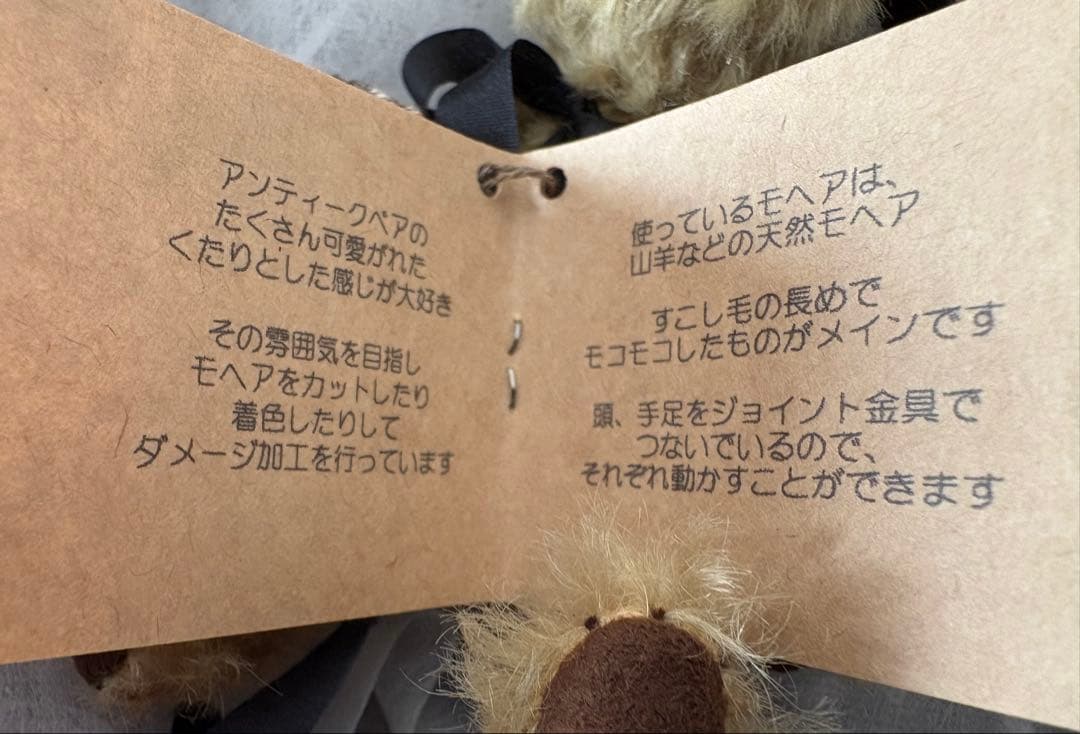 アンティークベアの
たくさん可愛がれた
くたりとした感じが大好き
その雰囲気を目指し
モヘアをカットしたり
着色したりして
ダメージ加工を行っています
使っているモヘアは、
山羊などの天然モヘア
すこし毛の長めで
モコモコしたものがメインです
頭、手足をジョイント金具で
つないでいるので、
それぞれ動かすことができます